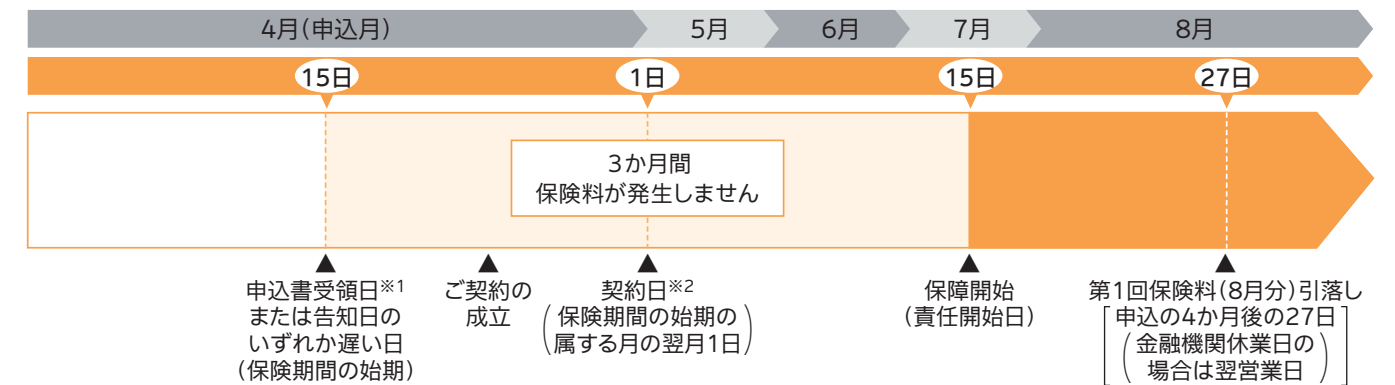 4月(申込月) 5月 6月 7月 8月
15日 1日 15日 27日
3か月間
保険料が発生しません
申込書受領日※1
または告知日の
いずれか遅い日
(保険期間の始期)
ご契約の
成立
契約日※2
(保険期間の始期の
属する月の翌月1日)
保障開始
(責任開始日)
第1回保険料(8月分)引落し
[申込の4か月後の27日
(金融機関休業日の
場合は翌営業日)]